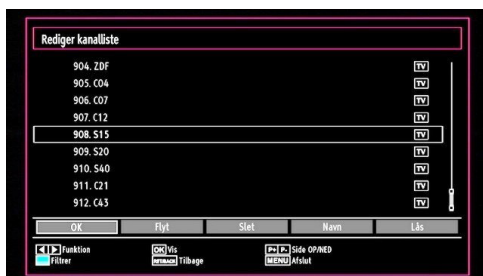 Rediger kanalliste
904. ZDF TV
905. C04 TV
906. C07 TV
907. C12 TV
908. S15 TV
909. S20 TV
910. S40 TV
911. C21 TV
912. C43 TV
OK Flyt Slet Navn Lås
Funktion OK Vis P+ P- Side OP/NED
Filtrer RET/BACK Tilbage MENU Afslut